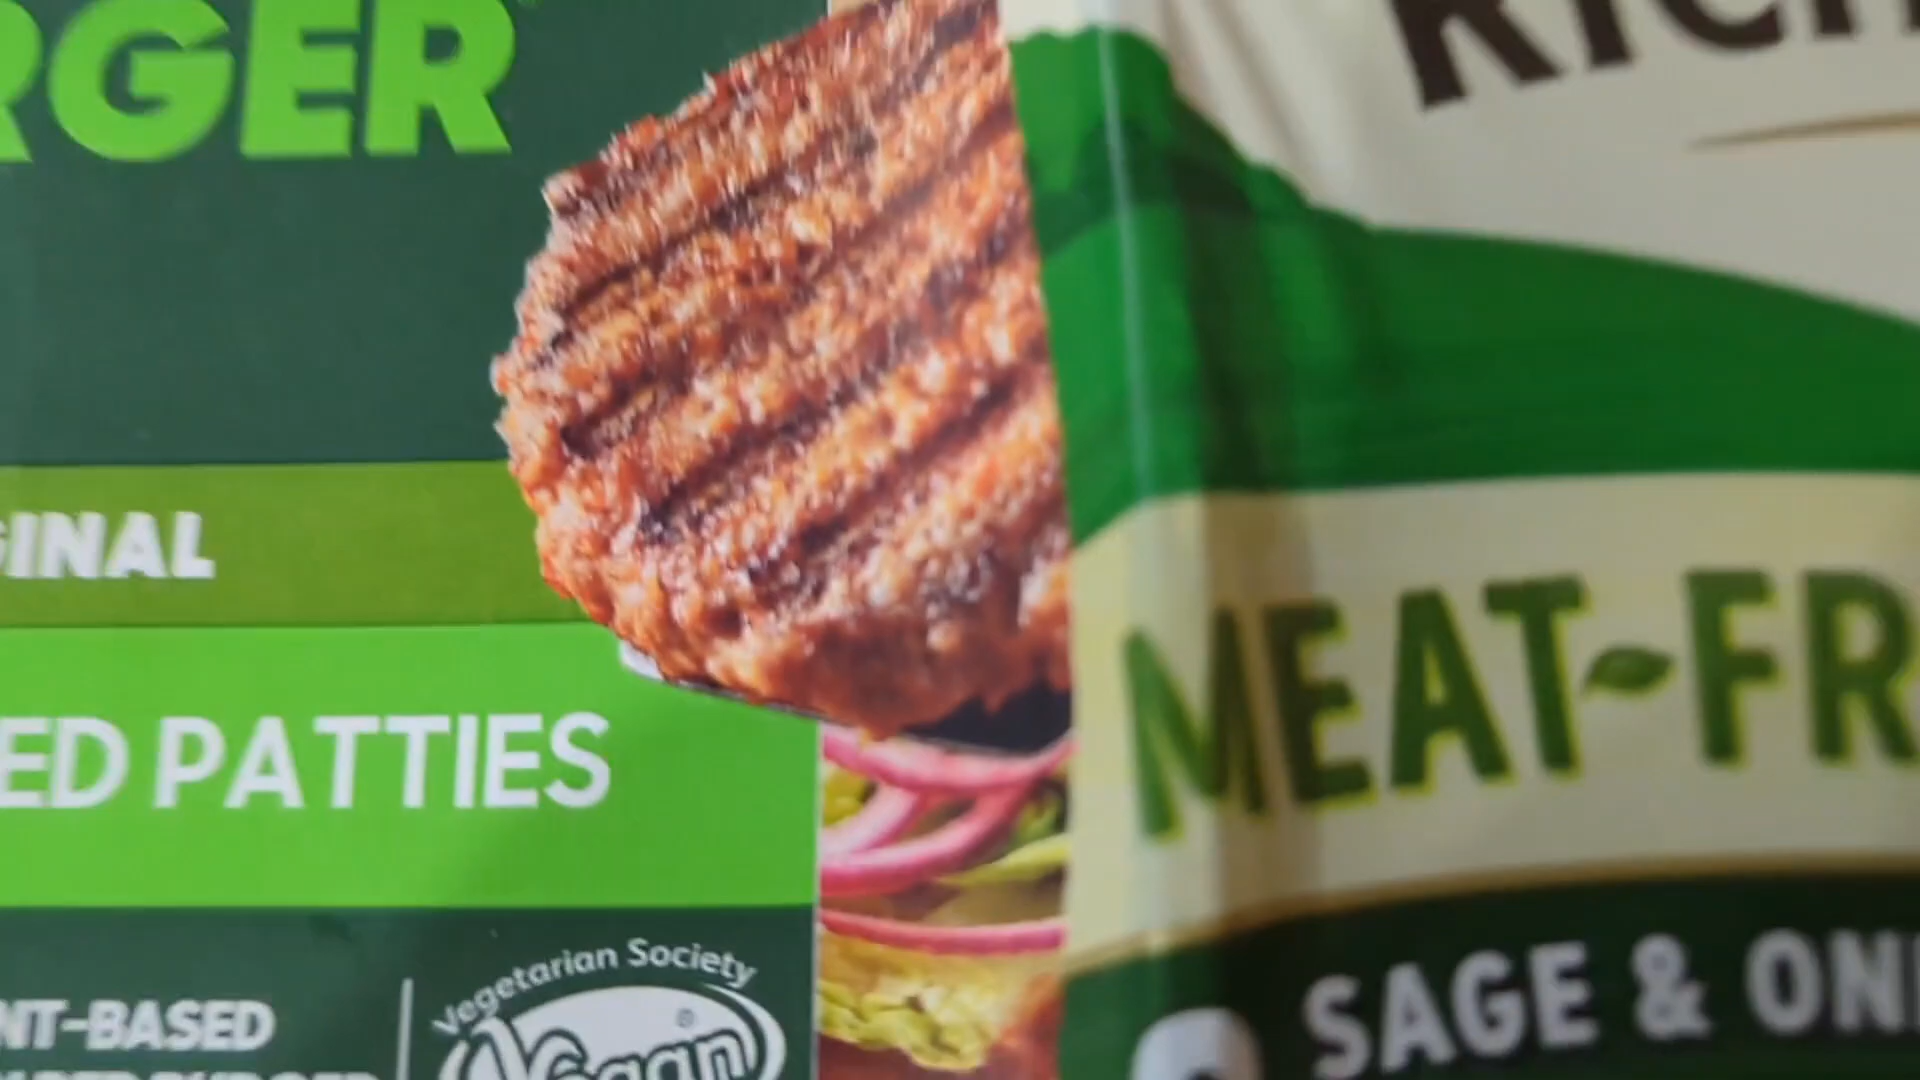 RGER
GINAL
ED PATTIES
NT-BASED
Vegetarian Society
Vegan
RICH
MEAT-FR
SAGE & ONI